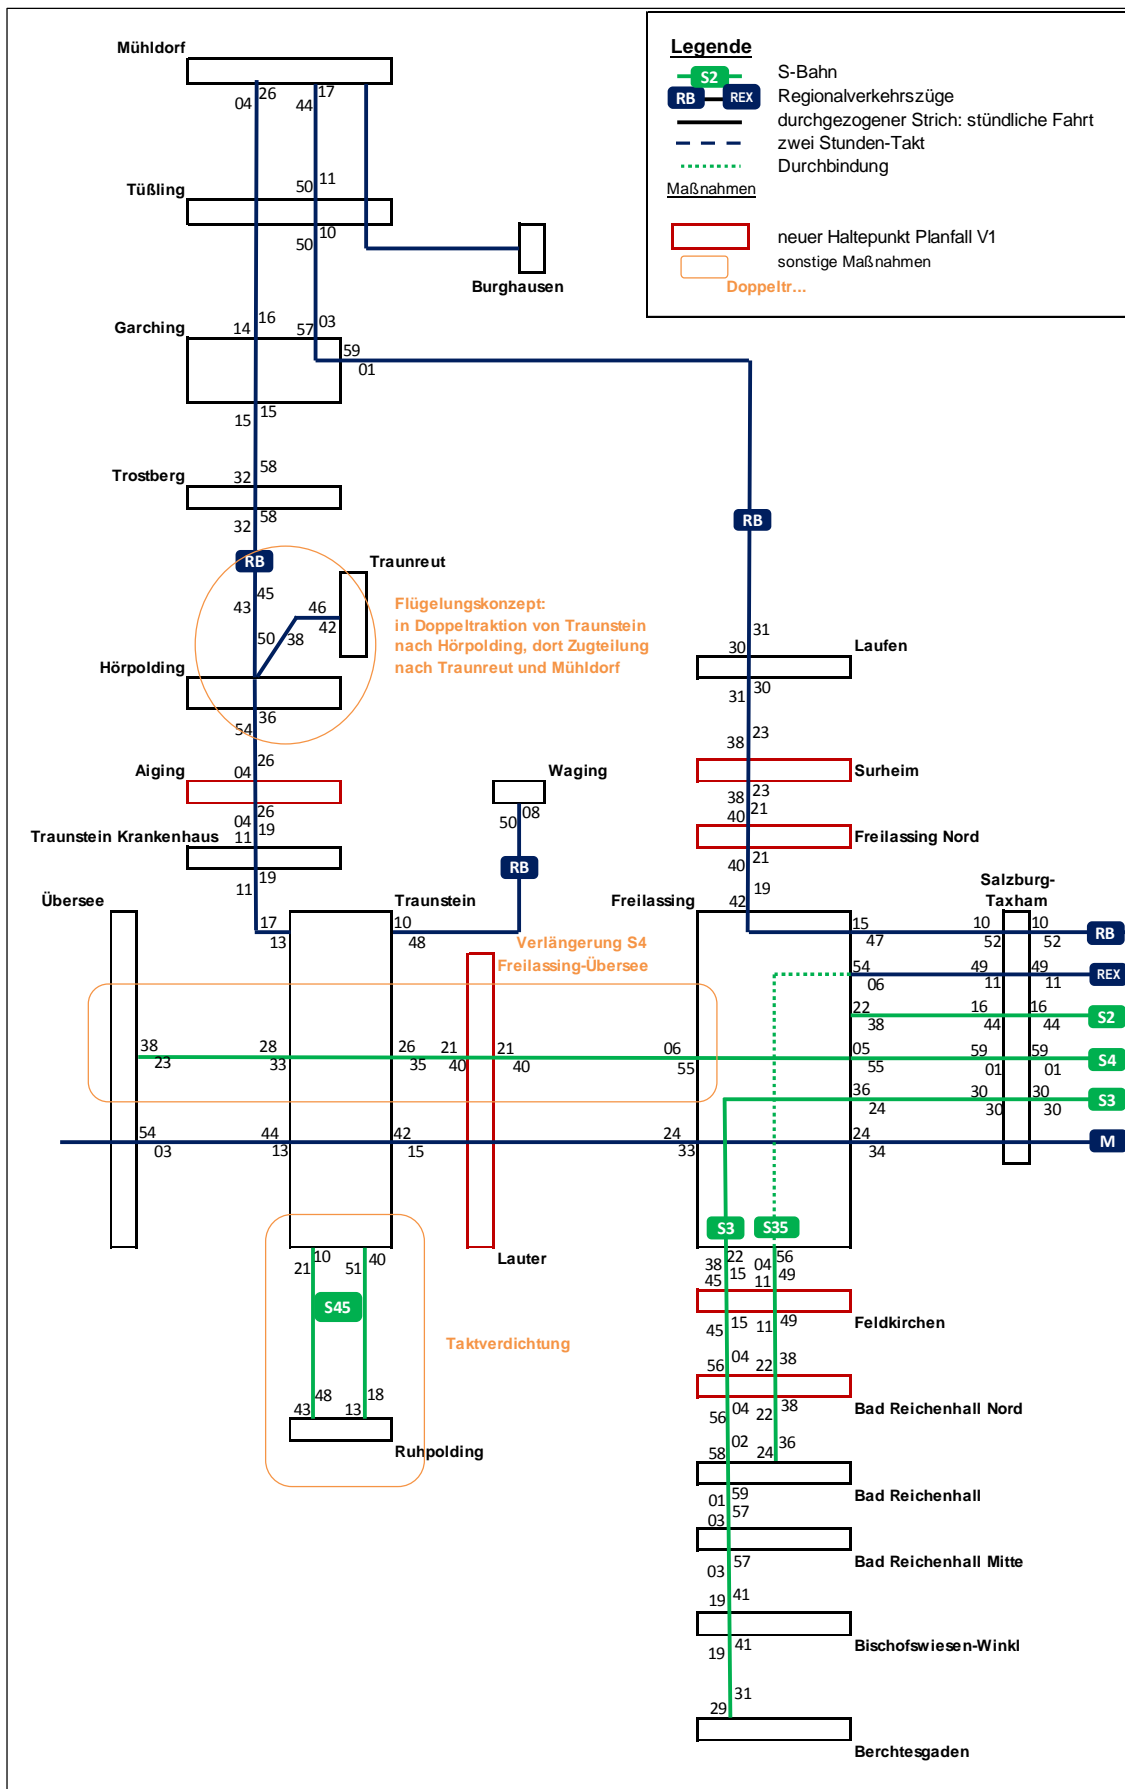 Mühldorf
04 26
44 17
Tüßling
50 11
50 10
Burghausen
Garching
14 16
57 03
59
01
15 15
Trostberg
32 58
32 58
RB
Traunreut
43 45
50 38
46
42
Flügelungskonzept:
in Doppeltraktion von Traunstein
nach Hörpolding, dort Zugteilung
nach Traunreut und Mühldorf
Hörpolding
54 36
Aiging
04 26
04 26
Traunstein Krankenhaus
11 19
11 19
17
13
Waging
50 08
RB
Übersee
Traunstein
10
48
Verlängerung S4
Freilassing-Übersee
38
23
28
33
26
35
21
40
21
40
06
55
54
03
44
13
42
15
24
33
21 10
51 40
S45
Taktverdichtung
43 48
13 18
Ruhpolding
Lauter
Legende
S2
S-Bahn
RB REX
Regionalverkehrszüge
durchgezogener Strich: stündliche Fahrt
zwei Stunden-Takt
Durchbindung
Maßnahmen
neuer Haltepunkt Planfall V1
sonstige Maßnahmen
Doppeltr...
RB
30 31
Laufen
31 30
38 23
Surheim
38 23
40 21
Freilassing Nord
40 21
42 19
Freilassing
Salzburg-
Taxham
15 10 10
47 52 52
RB
54 49 49
06 11 11
REX
22 16 16
38 44 44
S2
05 59 59
55 01 01
S4
36 30 30
24 30 30
S3
24
34
M
S3 S35
38 22 04 56
45 15 11 49
Feldkirchen
45 15 11 49
56 04 22 38
Bad Reichenhall Nord
56 04 22 38
58 02 24 36
Bad Reichenhall
01 59
03 57
Bad Reichenhall Mitte
03 57
19 41
Bischofswiesen-Winkl
19 41
29 31
Berchtesgaden